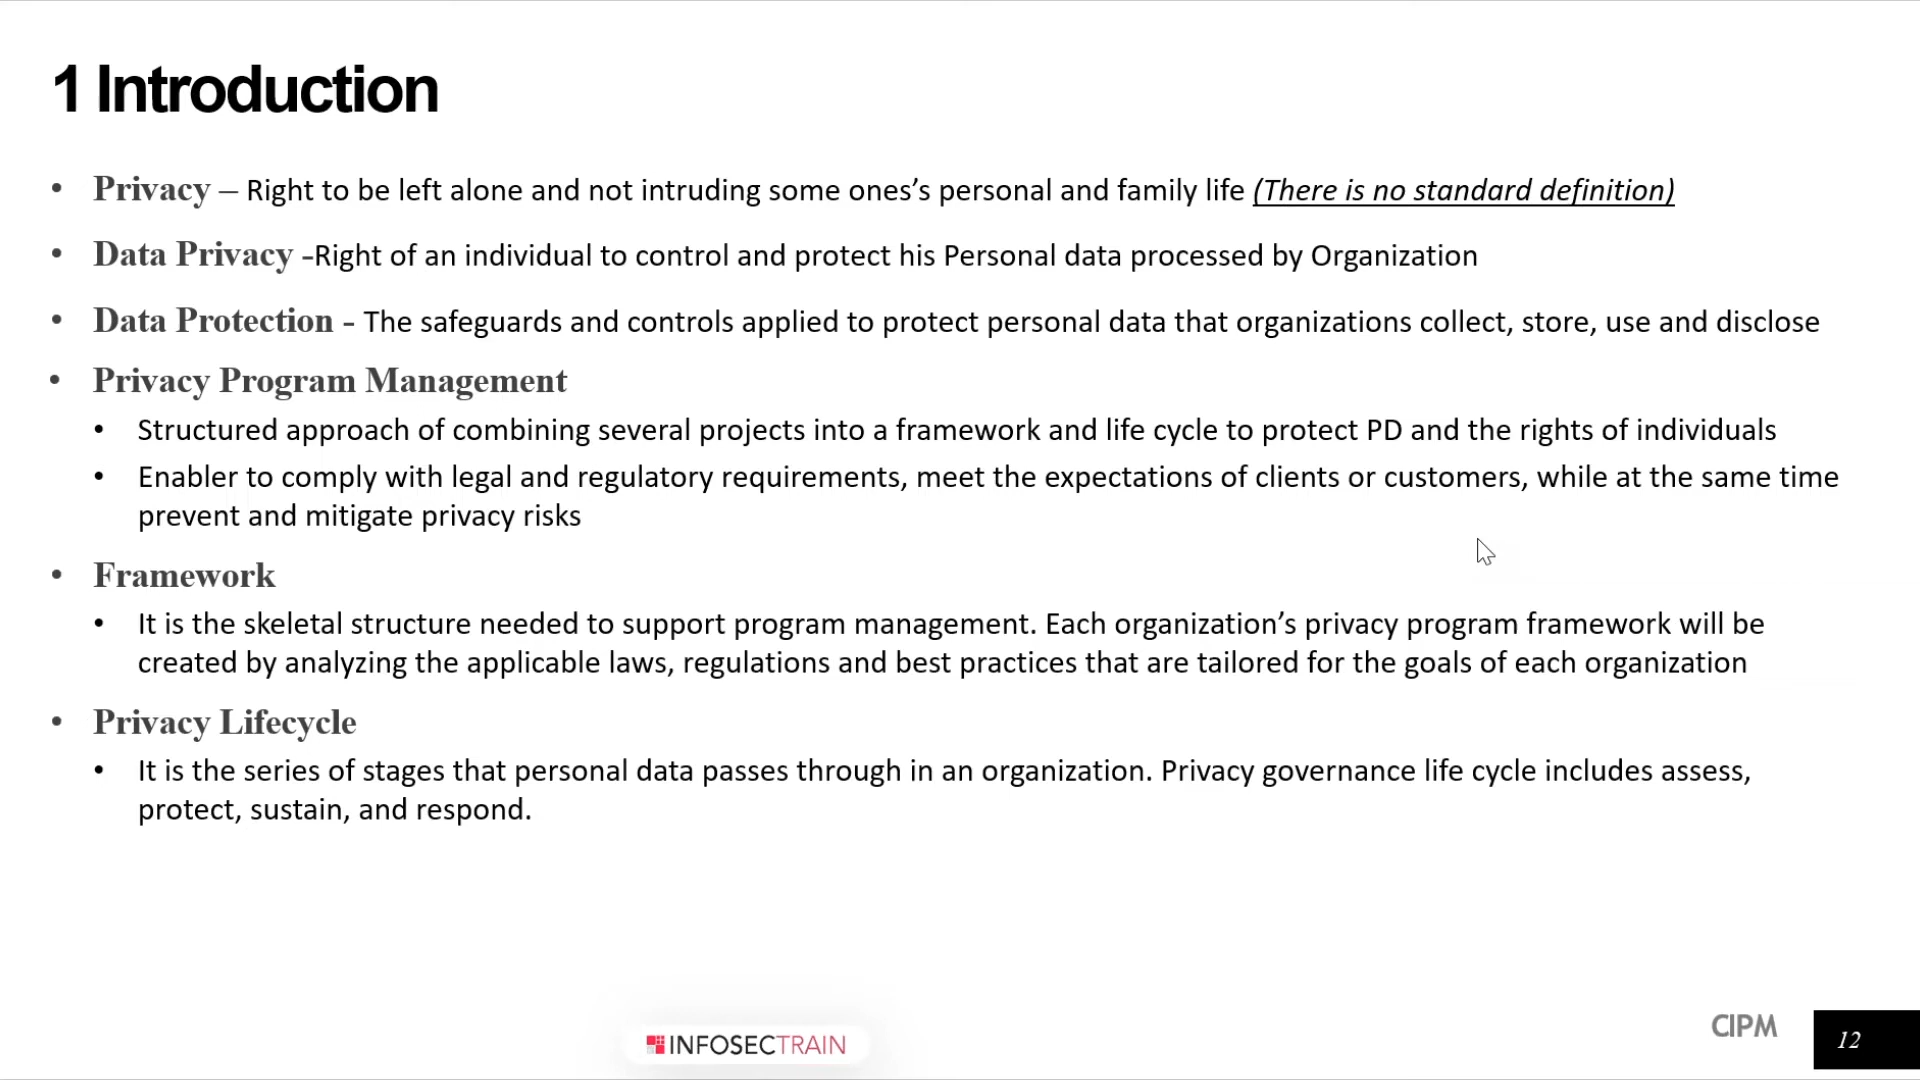 1 Introduction
• Privacy – Right to be left alone and not intruding some ones’s personal and family life (There is no standard definition)
• Data Privacy -Right of an individual to control and protect his Personal data processed by Organization
• Data Protection - The safeguards and controls applied to protect personal data that organizations collect, store, use and disclose
• Privacy Program Management
• Structured approach of combining several projects into a framework and life cycle to protect PD and the rights of individuals
• Enabler to comply with legal and regulatory requirements, meet the expectations of clients or customers, while at the same time
prevent and mitigate privacy risks
• Framework
• It is the skeletal structure needed to support program management. Each organization’s privacy program framework will be
created by analyzing the applicable laws, regulations and best practices that are tailored for the goals of each organization
• Privacy Lifecycle
• It is the series of stages that personal data passes through in an organization. Privacy governance life cycle includes assess,
protect, sustain, and respond.
INFOSECTRAIN
CIPM
12